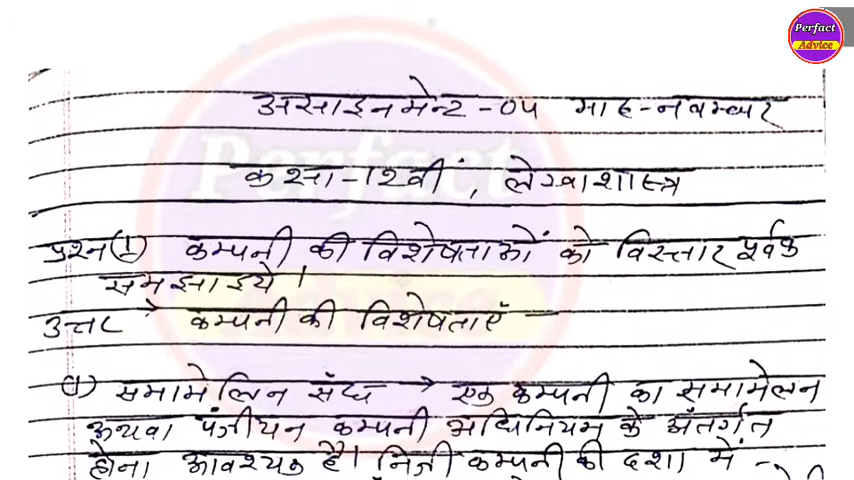 Perfact
Advice
असाइनमेन्ट - 04 माह - नवम्बर
कक्षा - 12वीं, लेखाशास्त्र
प्रश्न (1) कम्पनी की विशेषताओं को विस्तार पूर्वक
समझाइये।
उत्तर → कम्पनी की विशेषताएँ -
(1) समामेलित संघ → एक कम्पनी का समामेलन
अथवा पंजीयन कम्पनी अधिनियम के अंतर्गत
होना आवश्यक है। निजी कम्पनी की दशा में -